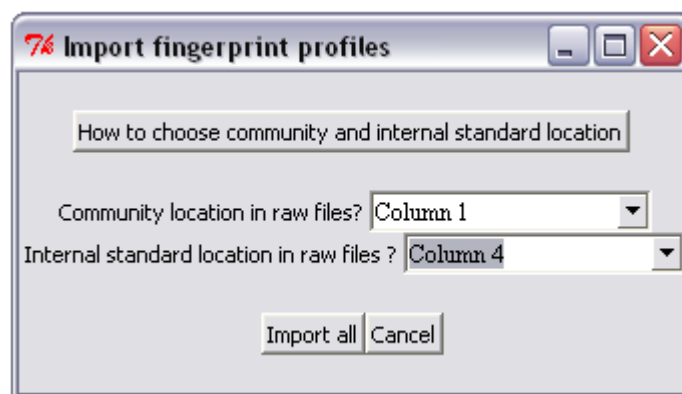 Import fingerprint profiles
How to choose community and internal standard location
Community location in raw files? Column 1
Internal standard location in raw files ? Column 4
Import all Cancel